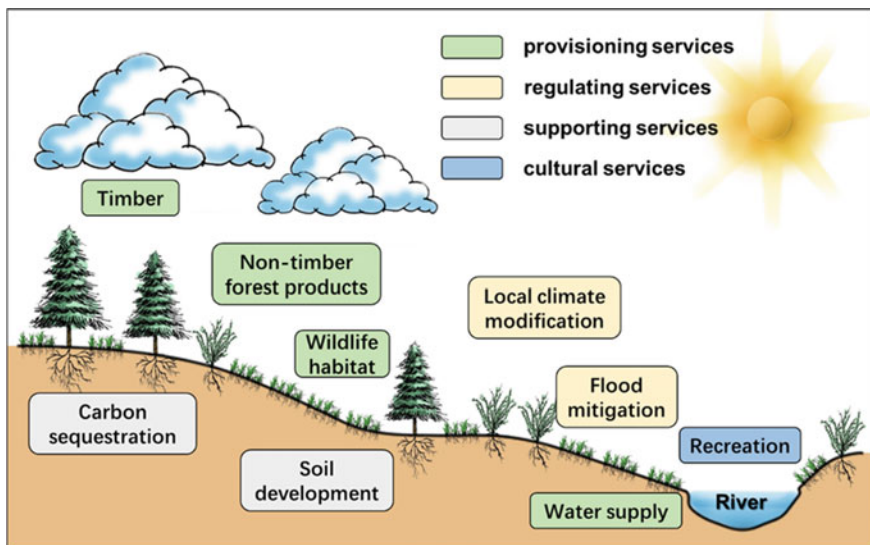 provisioning services
regulating services
supporting services
cultural services
Timber
Non-timber
forest products
Local climate
modification
Wildlife
habitat
Flood
mitigation
Carbon
sequestration
Recreation
Soil
development
Water supply
River